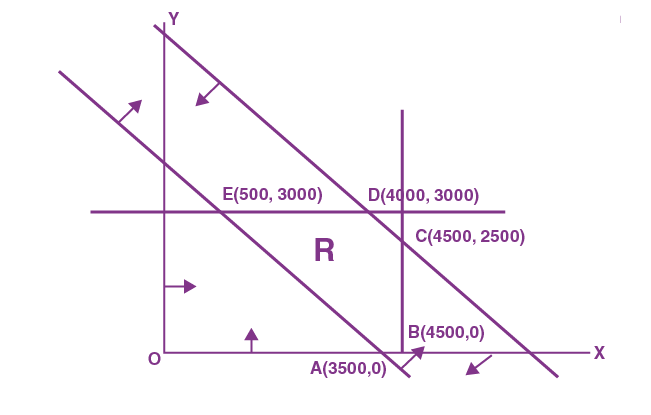 Y
E(500, 3000)
D(4000, 3000)
C(4500, 2500)
R
B(4500,0)
O
X
A(3500,0)